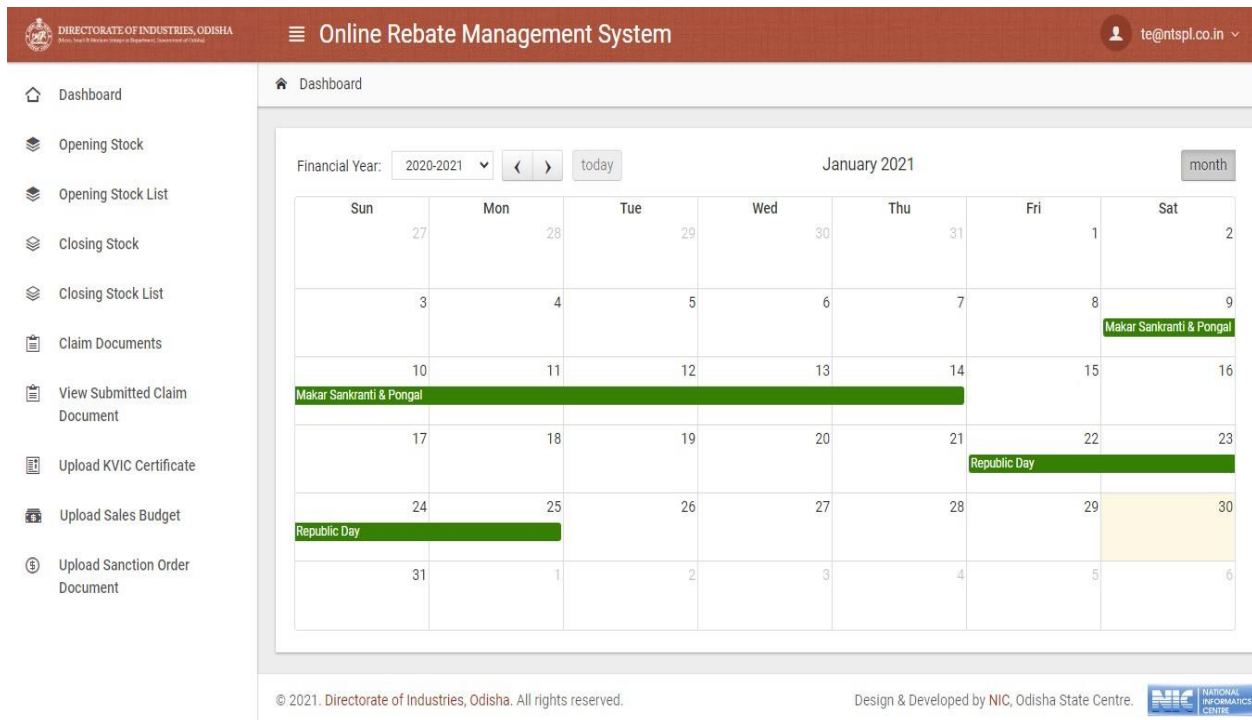 DIRECTORATE OF INDUSTRIES, ODISHA
Online Rebate Management System
te@ntspl.co.in
Dashboard
Opening Stock
Opening Stock List
Closing Stock
Closing Stock List
Claim Documents
View Submitted Claim
Document
Upload KVIC Certificate
Upload Sales Budget
Upload Sanction Order
Document
Dashboard
Financial Year: 2020-2021 today January 2021 month
Sun Mon Tue Wed Thu Fri Sat
27 28 29 30 31 1 2
3 4 5 6 7 8 9
Makar Sankranti & Pongal
10 11 12 13 14 15 16
Makar Sankranti & Pongal
17 18 19 20 21 22 23
Republic Day
24 25 26 27 28 29 30
Republic Day
31 1 2 3 4 5 6
© 2021. Directorate of Industries, Odisha. All rights reserved.
Design & Developed by NIC, Odisha State Centre.
NIC NATIONAL
INFORMATICS
CENTRE